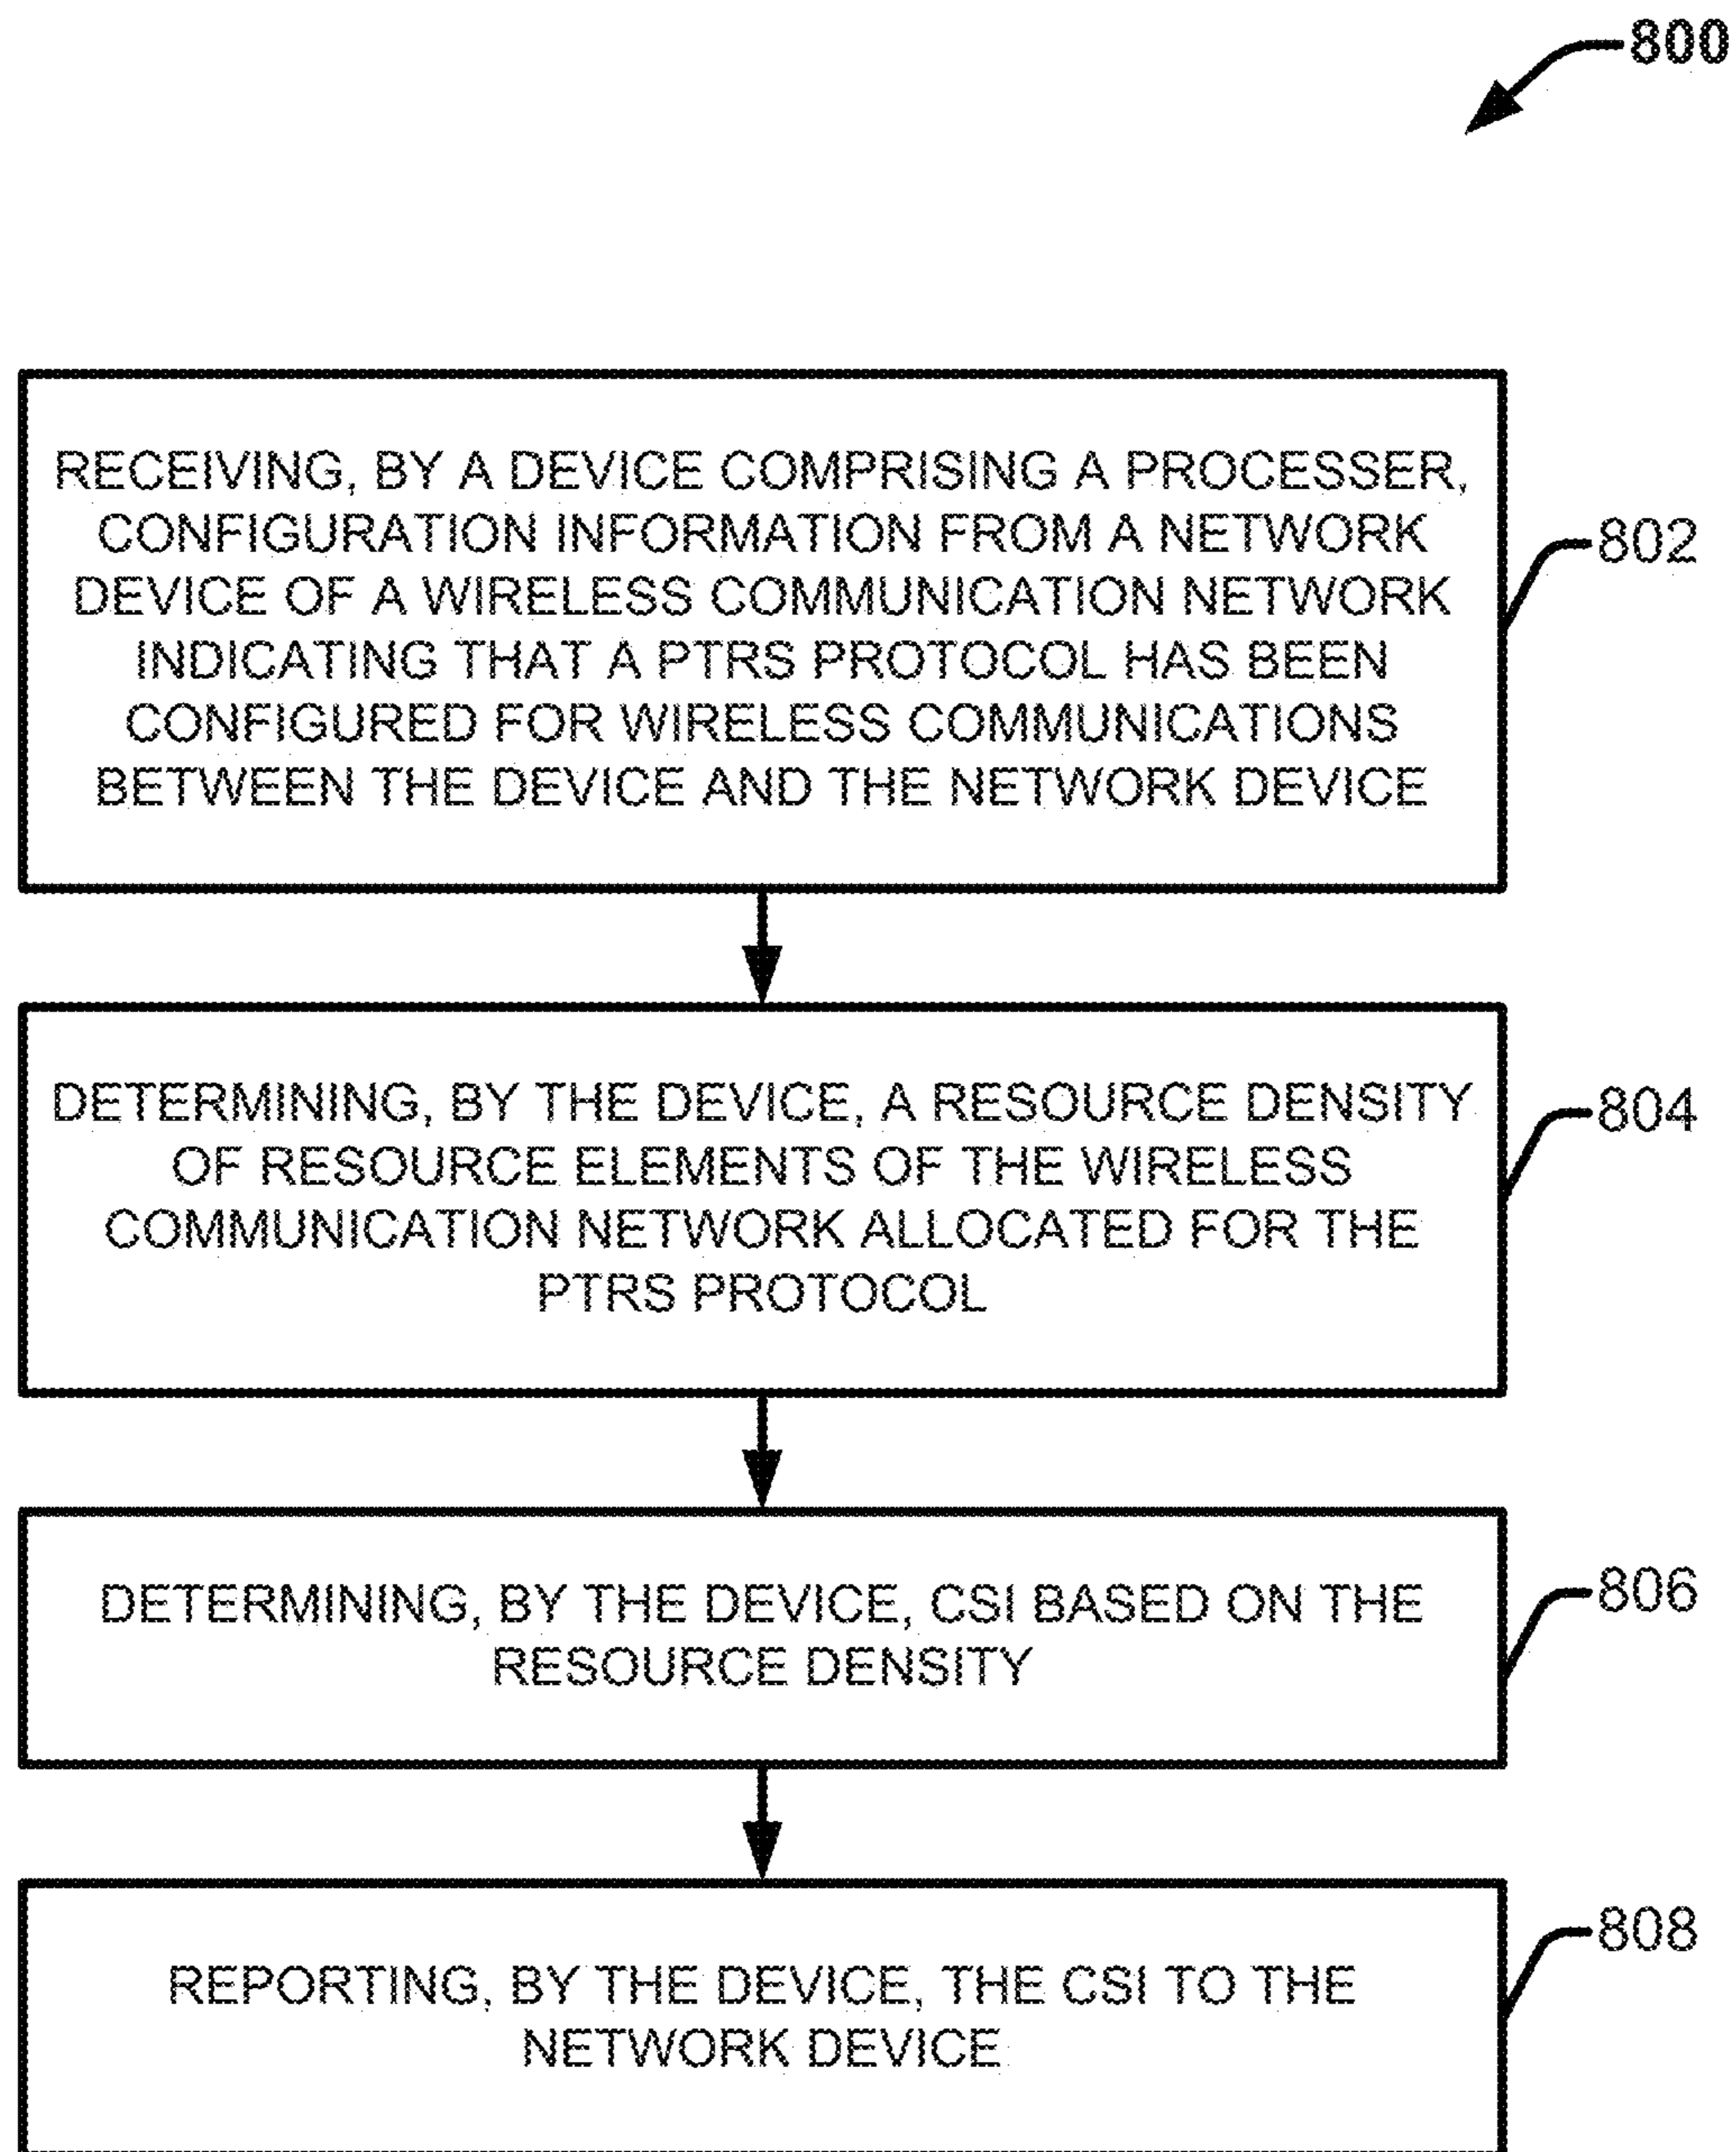 800
RECEIVING, BY A DEVICE COMPRISING A PROCESSER,
CONFIGURATION INFORMATION FROM A NETWORK
DEVICE OF A WIRELESS COMMUNICATION NETWORK
INDICATING THAT A PTRS PROTOCOL HAS BEEN
CONFIGURED FOR WIRELESS COMMUNICATIONS
BETWEEN THE DEVICE AND THE NETWORK DEVICE
802
DETERMINING, BY THE DEVICE, A RESOURCE DENSITY
OF RESOURCE ELEMENTS OF THE WIRELESS
COMMUNICATION NETWORK ALLOCATED FOR THE
PTRS PROTOCOL
804
DETERMINING, BY THE DEVICE, CSI BASED ON THE
RESOURCE DENSITY
806
REPORTING, BY THE DEVICE, THE CSI TO THE
NETWORK DEVICE
808